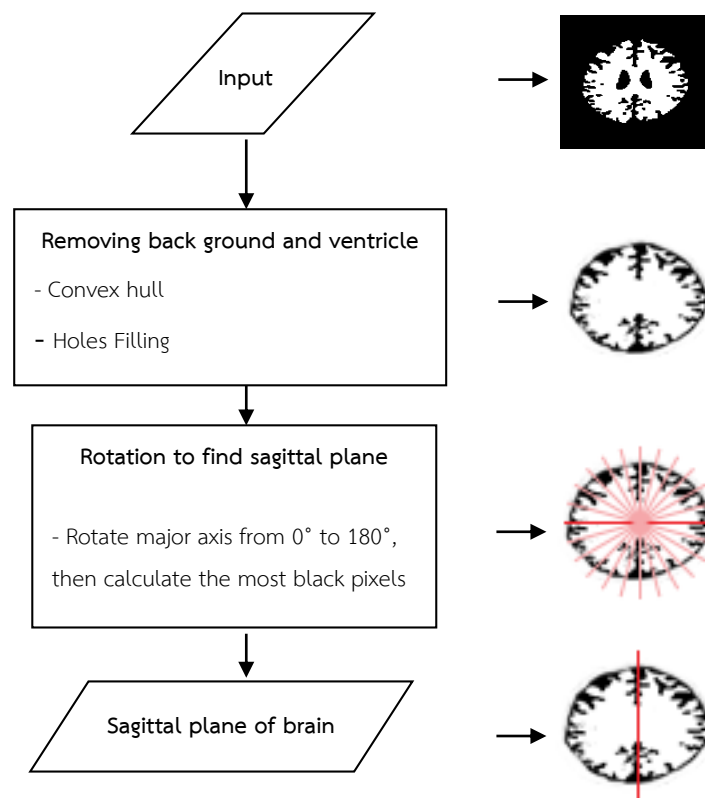 Input
Removing back ground and ventricle
- Convex hull
- Holes Filling
Rotation to find sagittal plane
- Rotate major axis from 0° to 180°,
then calculate the most black pixels
Sagittal plane of brain